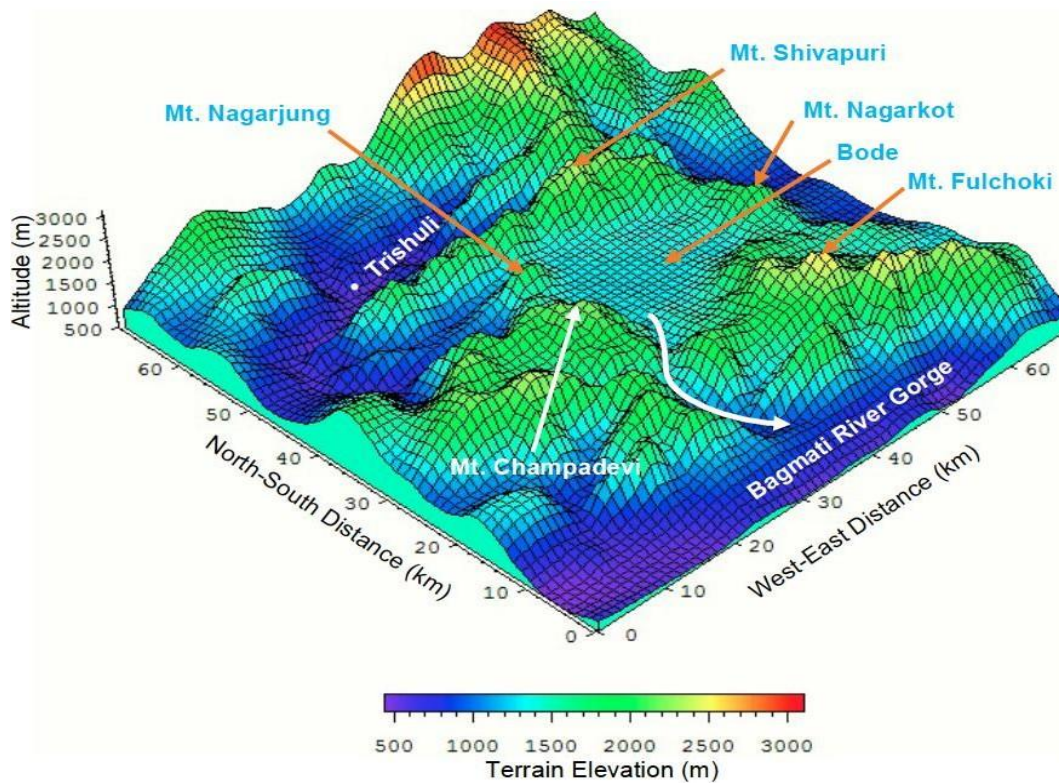 Mt. Shivapuri
Mt. Nagarjung
Mt. Nagarkot
Bode
Mt. Fulchoki
Trishuli
Altitude (m)
3000
2500
2000
1500
1000
500
60
50
40
30
20
10
0
North-South Distance (km)
Mt. Champadevi
Bagmati River Gorge
0
10
20
30
40
50
60
West-East Distance (km)
500 1000 1500 2000 2500 3000
Terrain Elevation (m)